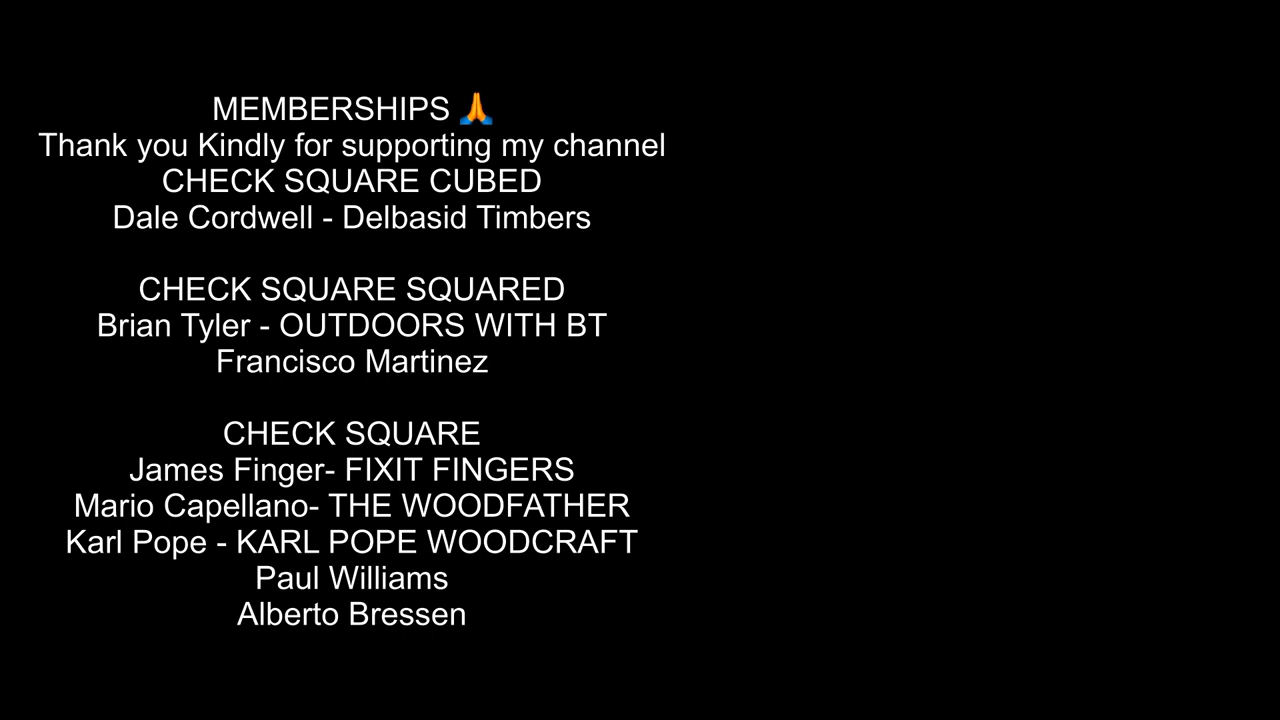 MEMBERSHIPS 🙏
Thank you Kindly for supporting my channel
CHECK SQUARE CUBED
Dale Cordwell - Delbasid Timbers
CHECK SQUARE SQUARED
Brian Tyler - OUTDOORS WITH BT
Francisco Martinez
CHECK SQUARE
James Finger- FIXIT FINGERS
Mario Capellano- THE WOODFATHER
Karl Pope - KARL POPE WOODCRAFT
Paul Williams
Alberto Bressen